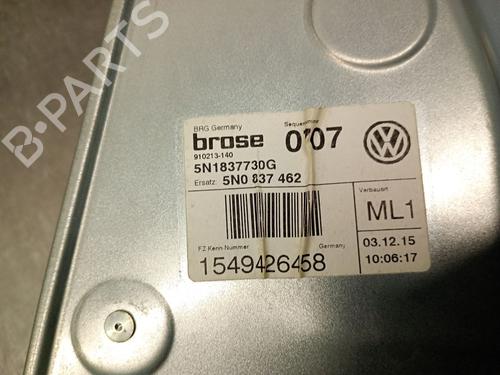 B-PARTS
BRG Germany
Sequenznummer
brose 0707
910213-140
5N1837730G
Ersatz: 5N0 837 462
Verbauort
ML1
FZ Kenn Nummer Germany
1549426458
03.12.15
10:06:17